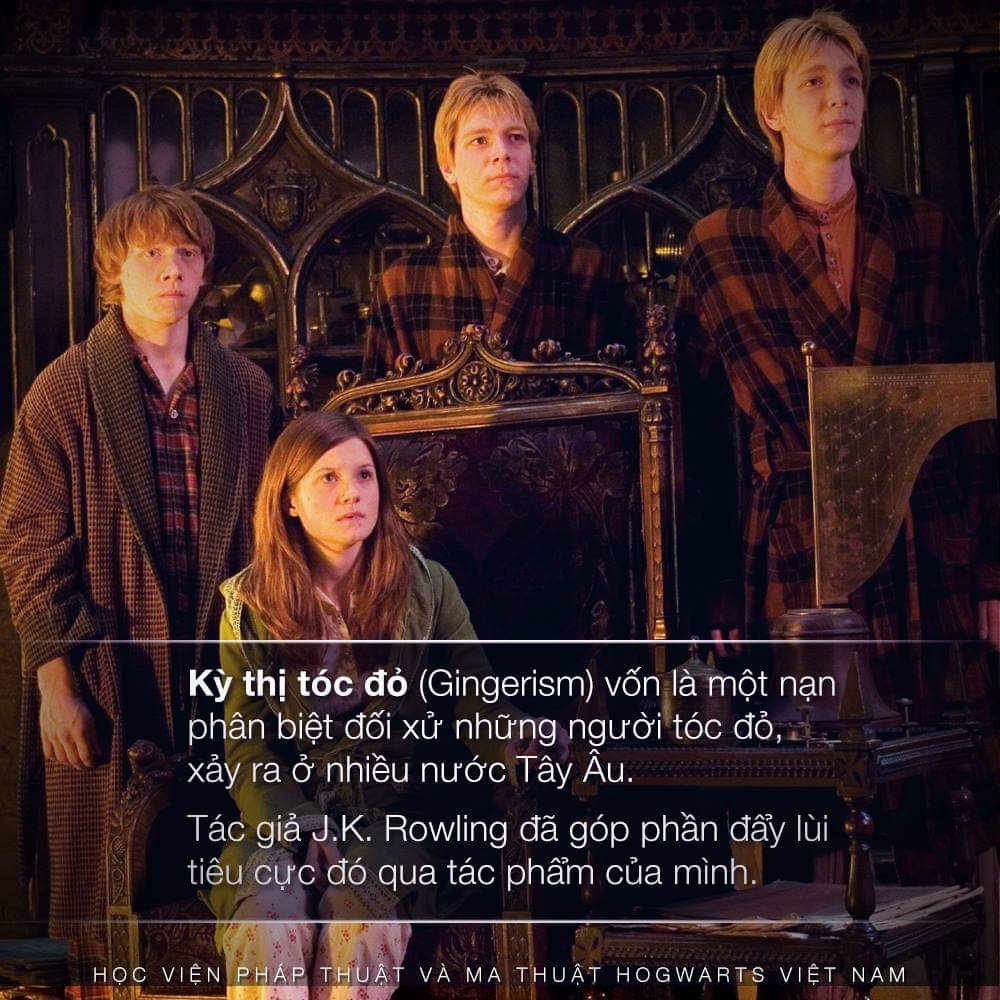 Kỳ thị tóc đỏ (Gingerism) vốn là một nạn
phân biệt đối xử những người tóc đỏ,
xảy ra ở nhiều nước Tây Âu.
Tác giả J.K. Rowling đã góp phần đẩy lùi
tiêu cực đó qua tác phẩm của mình.
HỌC VIỆN PHÁP THUẬT VÀ MA THUẬT HOGWARTS VIỆT NAM